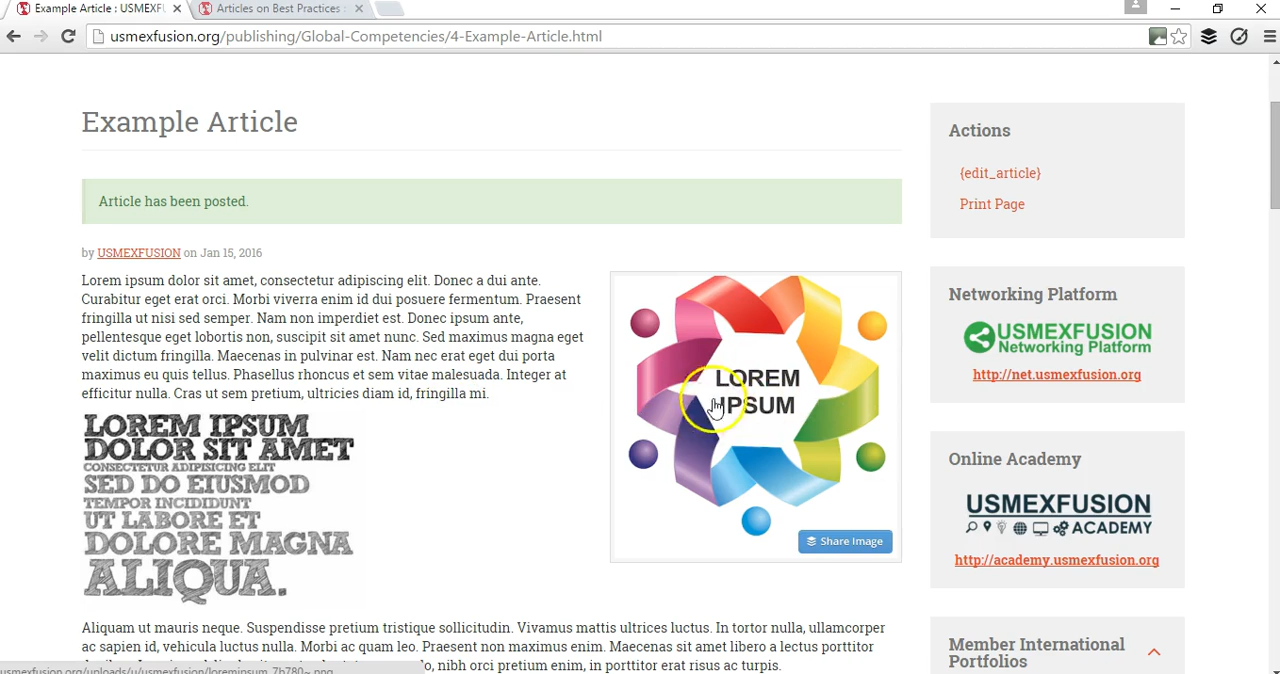 Example Article : USMEXFU
Articles on Best Practices :
usmexfusion.org/publishing/Global-Competencies/4-Example-Article.html
Example Article
Article has been posted.
by USMEXFUSION on Jan 15, 2016
Lorem ipsum dolor sit amet, consectetur adipiscing elit. Donec a dui ante.
Curabitur eget erat orci. Morbi viverra enim id dui posuere fermentum. Praesent
fringilla ut nisi sed semper. Nam non imperdiet est. Donec ipsum ante,
pellentesque eget lobortis non, suscipit sit amet nunc. Sed maximus magna eget
velit dictum fringilla. Maecenas in pulvinar est. Nam ut erat eget dui porta
maximus eu quis tellus. Phasellus rhoncus et sem vitae malesuada. Integer at
efficitur nulla. Cras ut sem pretium, ultricies diam id, fringilla mi.
LOREM
IPSUM
Share Image
LOREM IPSUM
DOLOR SIT AMET
CONSECTETUR ADIPISICING ELIT
SED DO EIUSMOD
TEMPOR INCIDIDUNT
UT LABORE ET
DOLORE MAGNA
ALIQUA.
Aliquam ut mauris neque. Suspendisse pretium tristique sollicitudin. Vivamus mattis ultrices luctus. In tortor nulla, ullamcorper
ac sapien id, vehicula luctus nulla. Morbi ac quam leo. Praesent non maximus enim. Maecenas sit amet libero a lectus porttitor
nibh orci pretium enim, in porttitor erat risus ac turpis.
Actions
{edit_article}
Print Page
Networking Platform
USMEXFUSION
Networking Platform
http://net.usmexfusion.org
Online Academy
USMEXFUSION
ACADEMY
http://academy.usmexfusion.org
Member International
Portfolios